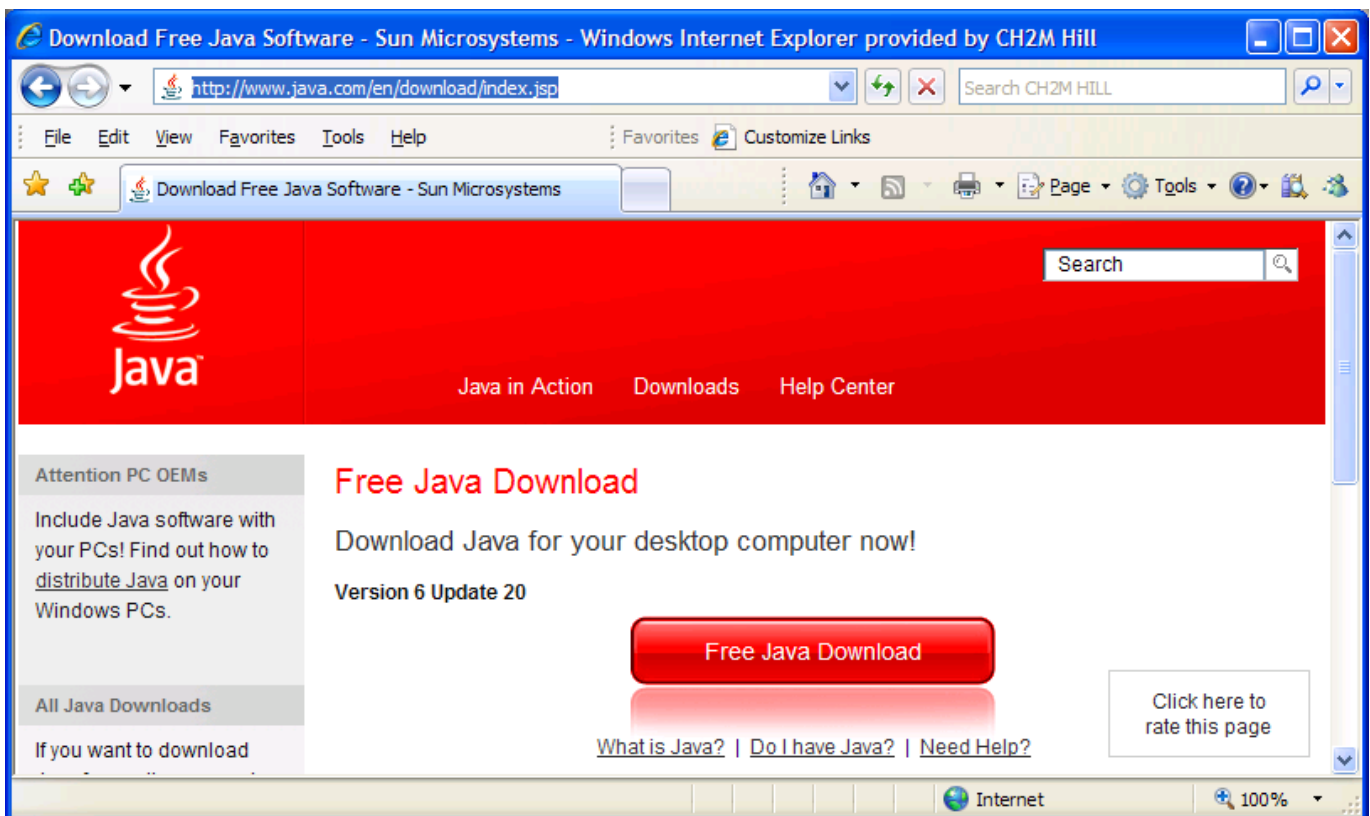 Download Free Java Software - Sun Microsystems - Windows Internet Explorer provided by CH2M Hill
http://www.java.com/en/download/index.jsp
Search CH2M HILL
File Edit View Favorites Tools Help
Favorites Customize Links
Download Free Java Software - Sun Microsystems
Page Tools
Java™
Search
Java in Action Downloads Help Center
Attention PC OEMs
Include Java software with
your PCs! Find out how to
distribute Java on your
Windows PCs.
All Java Downloads
If you want to download
Free Java Download
Download Java for your desktop computer now!
Version 6 Update 20
Free Java Download
What is Java? | Do I have Java? | Need Help?
Click here to
rate this page
Internet
100%